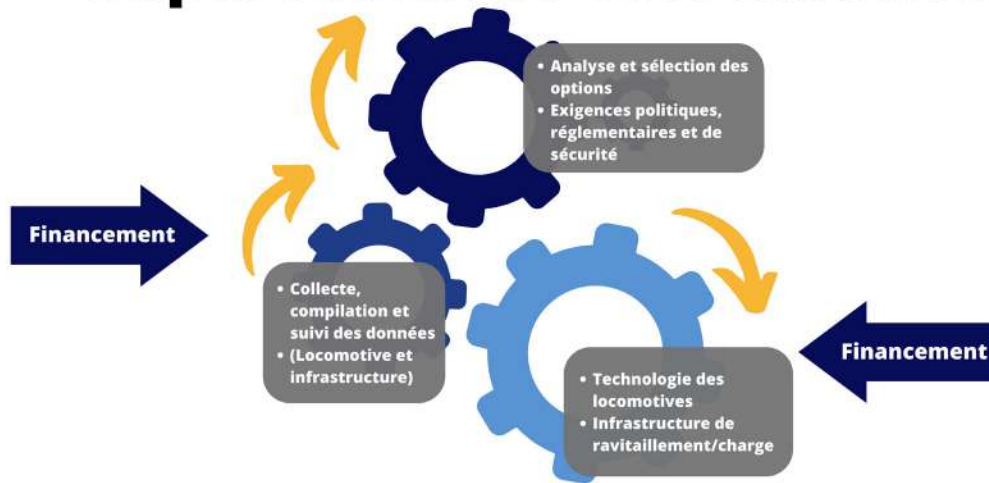 • Analyse et sélection des
options
• Exigences politiques,
réglementaires et de
sécurité
Financement
• Collecte,
compilation et
suivi des données
• (Locomotive et
infrastructure)
Financement
• Technologie des
locomotives
• Infrastructure de
ravitaillement/charge